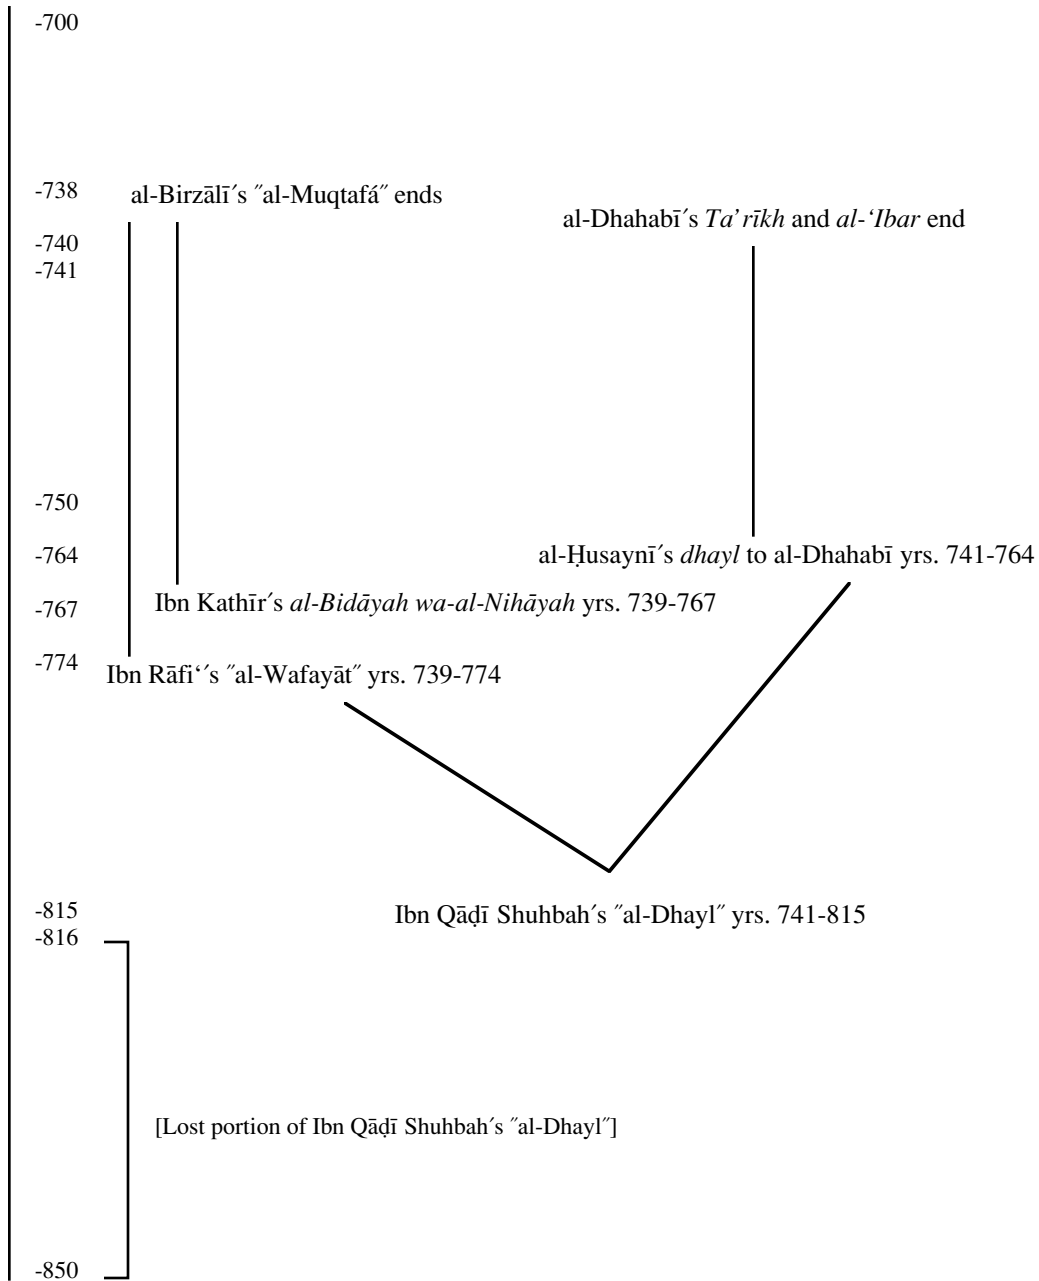 -700
-738
al-Birzālī′s ″al-Muqtafá″ ends
al-Dhahabī′s Ta’rīkh and al-‘Ibar end
-740
-741
-750
-764
al-Ḥusaynī′s dhayl to al-Dhahabī yrs. 741-764
-767
Ibn Kathīr′s al-Bidāyah wa-al-Nihāyah yrs. 739-767
-774
Ibn Rāfi‘′s ″al-Wafayāt″ yrs. 739-774
-815
Ibn Qāḍī Shuhbah′s ″al-Dhayl″ yrs. 741-815
-816
[Lost portion of Ibn Qāḍī Shuhbah′s ″al-Dhayl″]
-850